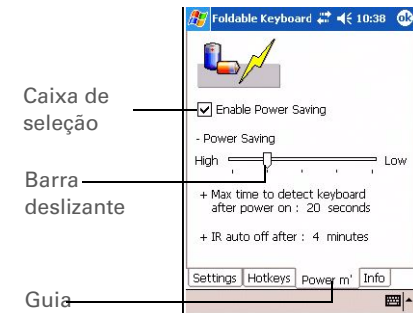 Foldable Keyboard 10:38 ok
Caixa de
seleção
Enable Power Saving
- Power Saving
High Low
Barra
deslizante
+ Max time to detect keyboard
after power on : 20 seconds
+ IR auto off after : 4 minutes
Settings Hotkeys Power m' Info
Guia